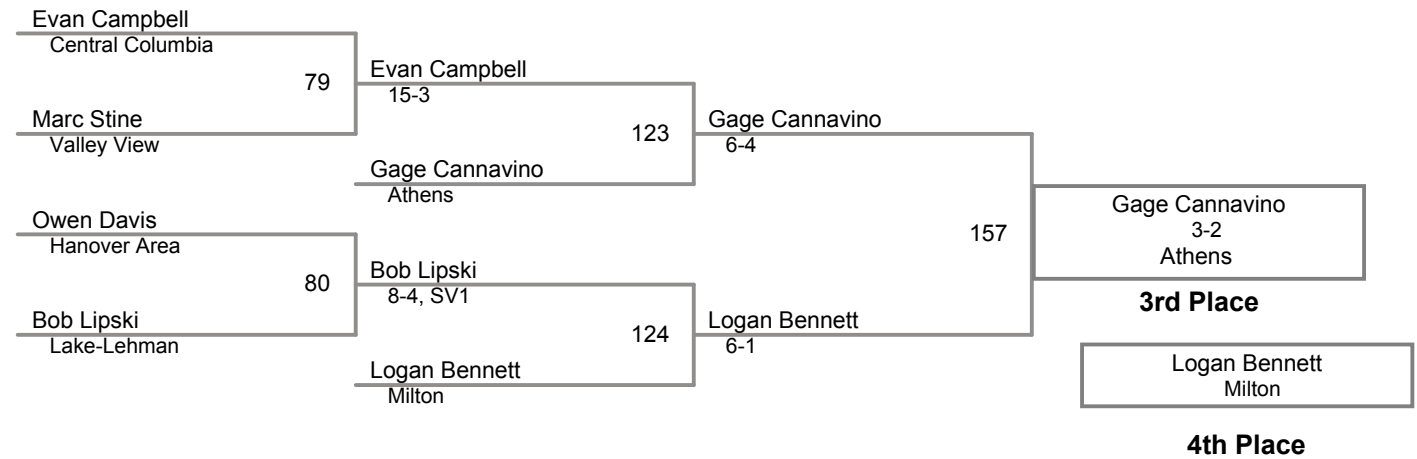 Evan Campbell
Central Columbia
79
Evan Campbell
15-3
Marc Stine
Valley View
123
Gage Cannavino
6-4
Gage Cannavino
Athens
Owen Davis
Hanover Area
157
Gage Cannavino
3-2
Athens
3rd Place
80
Bob Lipski
8-4, SV1
Bob Lipski
Lake-Lehman
124
Logan Bennett
6-1
Logan Bennett
Milton
Logan Bennett
Milton
4th Place